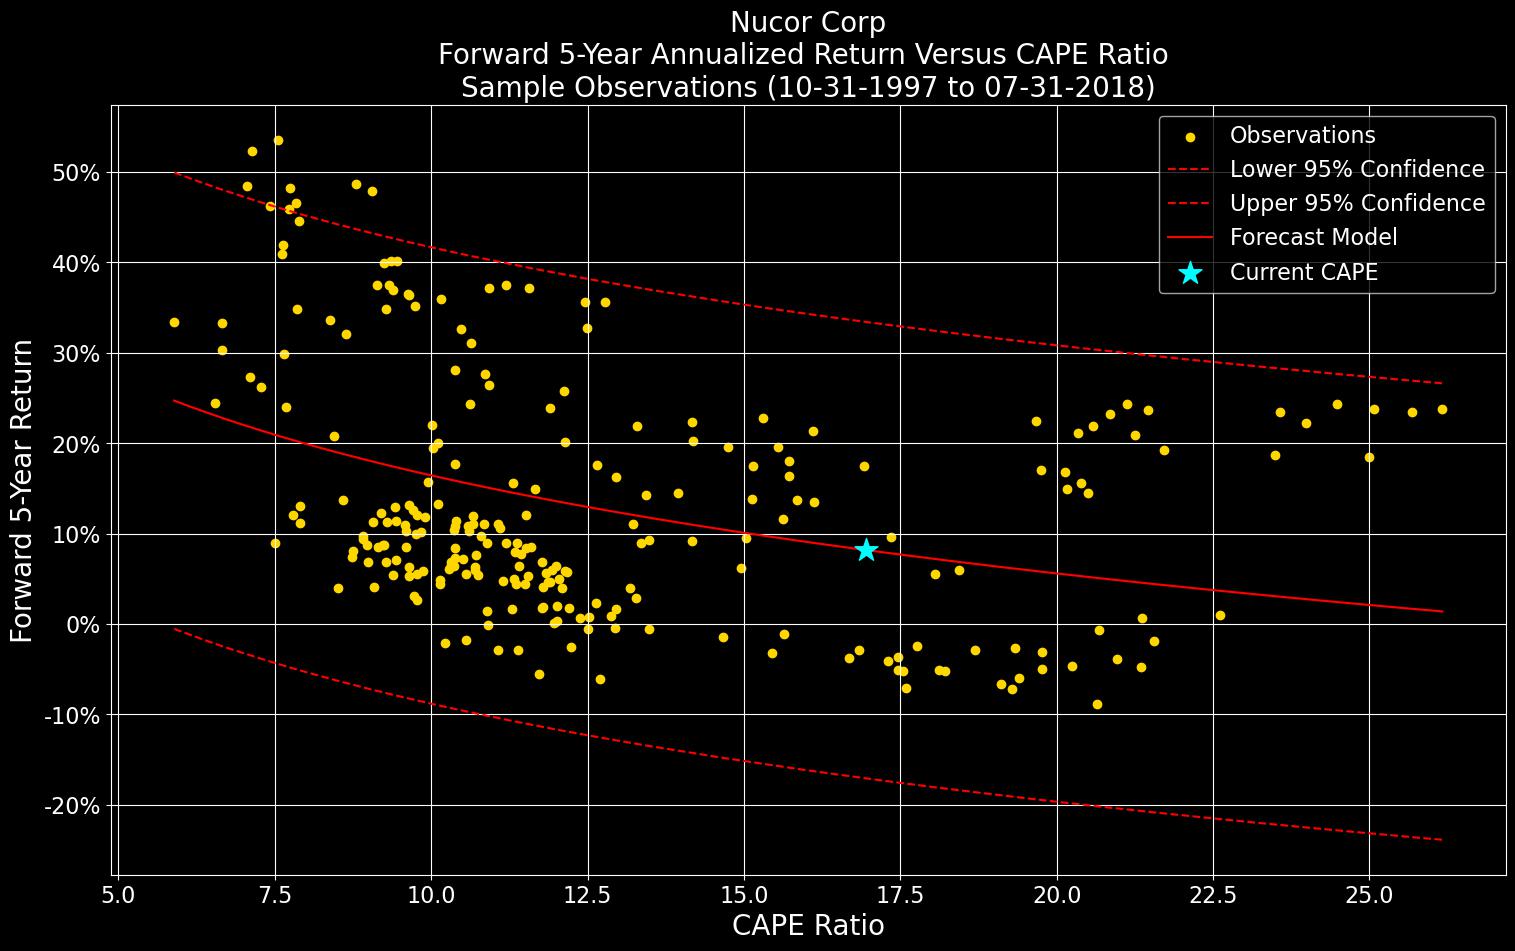 Nucor Corp
Forward 5-Year Annualized Return Versus CAPE Ratio
Sample Observations (10-31-1997 to 07-31-2018)
Observations
Lower 95% Confidence
Upper 95% Confidence
Forecast Model
Current CAPE
Forward 5-Year Return
50%
40%
30%
20%
10%
0%
-10%
-20%
5.0 7.5 10.0 12.5 15.0 17.5 20.0 22.5 25.0
CAPE Ratio